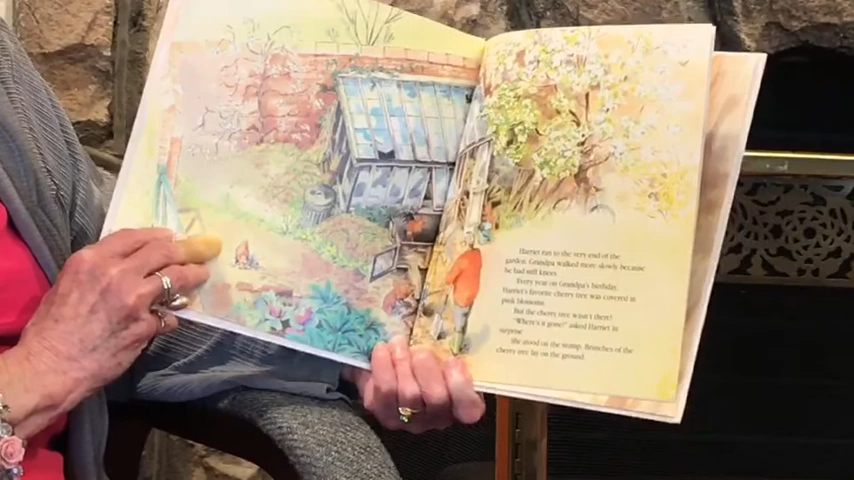 Harriet ran to the very end of the
garden. Grandpa walked more slowly because
he had stiff knees.
Every year on Grandpa's birthday,
Harriet's favorite cherry tree was covered in
pink blossom.
But the cherry tree wasn't there!
"Where's it gone?" asked Harriet in
surprise.
She stood on the stump. Branches of the
cherry tree lay on the ground.